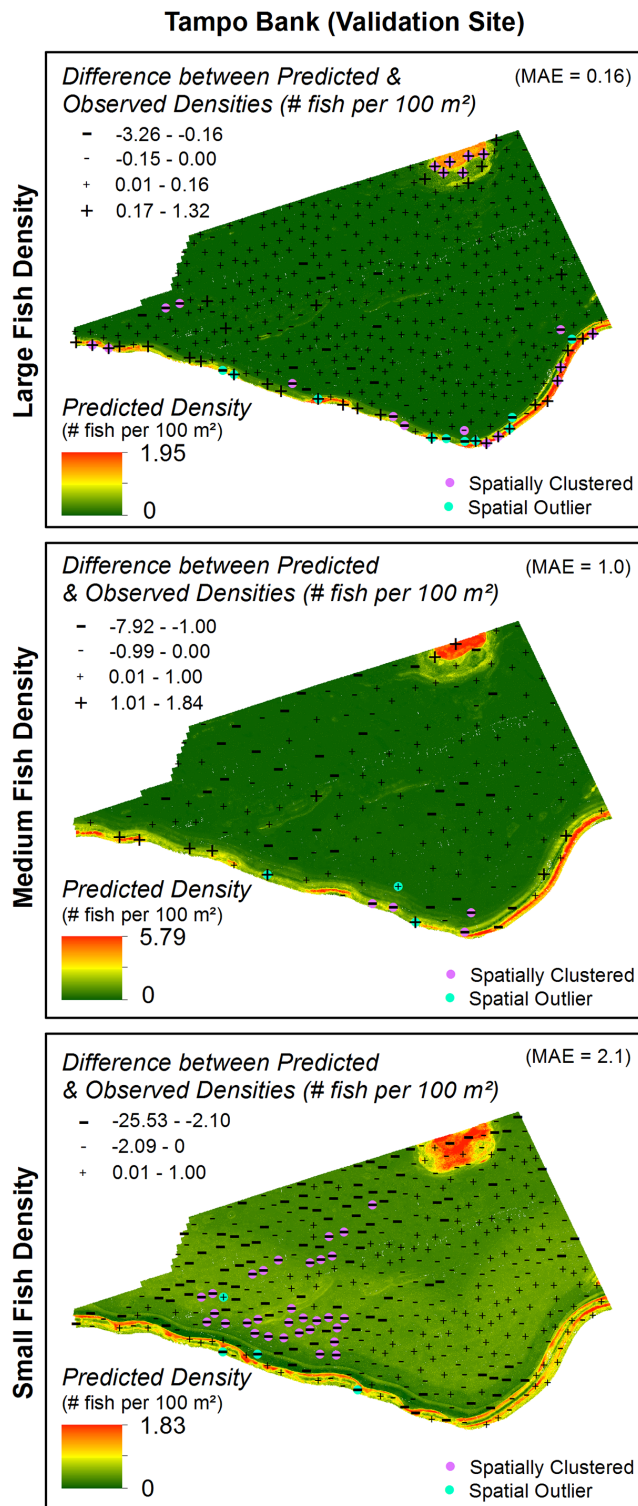 Tampo Bank (Validation Site)
Large Fish Density
Difference between Predicted &
Observed Densities (# fish per 100 m²)
(MAE = 0.16)
-3.26 - -0.16
-0.15 - 0.00
0.01 - 0.16
0.17 - 1.32
Predicted Density
(# fish per 100 m²)
1.95
0
Spatially Clustered
Spatial Outlier
Medium Fish Density
Difference between Predicted
& Observed Densities (# fish per 100 m²)
(MAE = 1.0)
-7.92 - -1.00
-0.99 - 0.00
0.01 - 1.00
1.01 - 1.84
Predicted Density
(# fish per 100 m²)
5.79
0
Spatially Clustered
Spatial Outlier
Small Fish Density
Difference between Predicted
& Observed Densities (# fish per 100 m²)
(MAE = 2.1)
-25.53 - -2.10
-2.09 - 0
0.01 - 1.00
Predicted Density
(# fish per 100 m²)
1.83
0
Spatially Clustered
Spatial Outlier